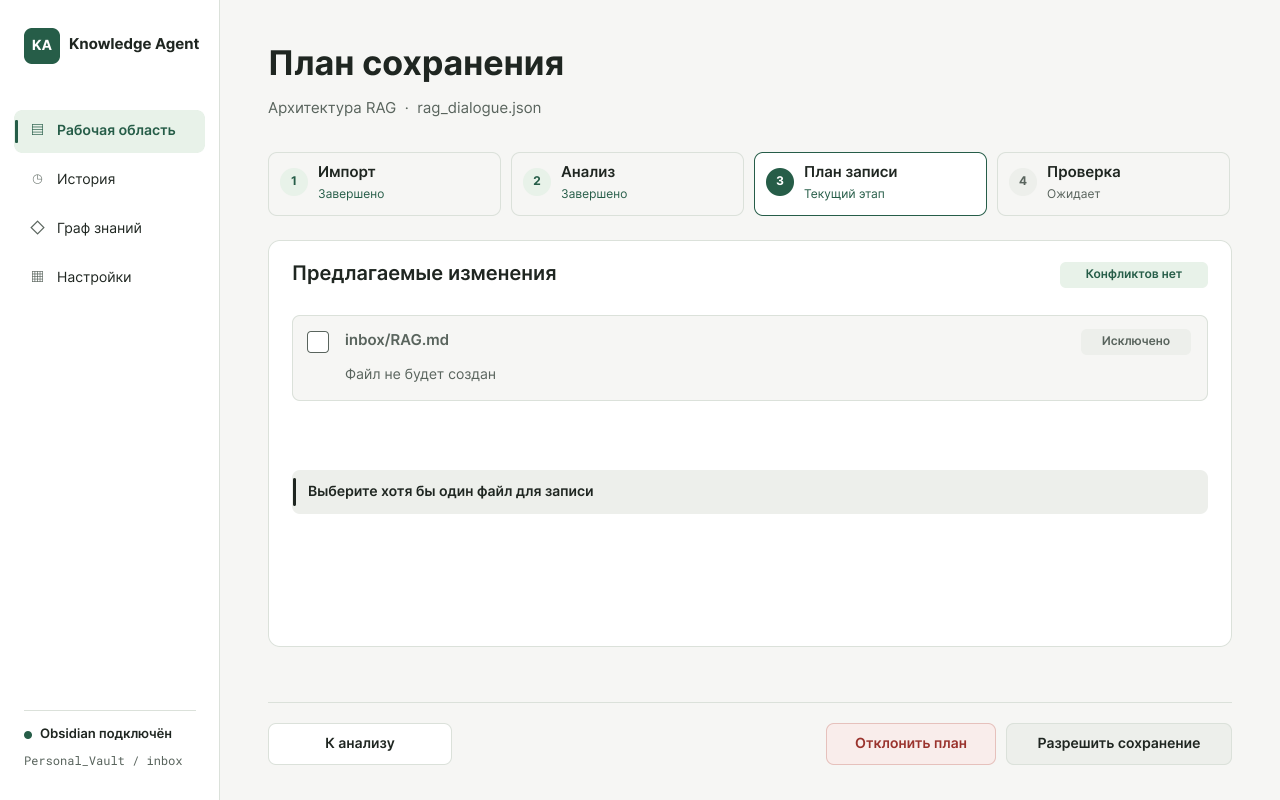 KA Knowledge Agent
Рабочая область
История
Граф знаний
Настройки
Obsidian подключён
Personal_Vault / inbox
План сохранения
Архитектура RAG · rag_dialogue.json
1 Импорт
Завершено
2 Анализ
Завершено
3 План записи
Текущий этап
4 Проверка
Ожидает
Предлагаемые изменения
Конфликтов нет
inbox/RAG.md
Исключено
Файл не будет создан
Выберите хотя бы один файл для записи
К анализу
Отклонить план
Разрешить сохранение